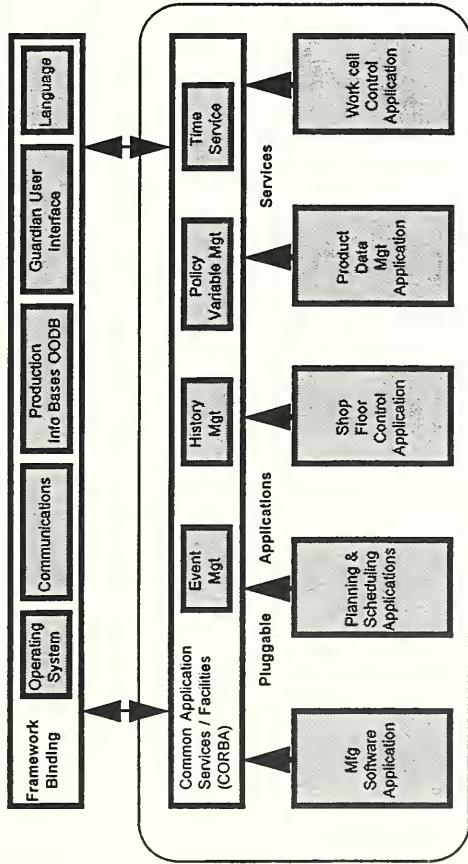 Framework
Binding
Operating
System
Communications
Production
Info Bases OODB
Guardian User
Interface
Language
Common Application
Services / Facilities
(CORBA)
Event
Mgt
History
Mgt
Policy
Variable Mgt
Time
Service
Pluggable Applications Services
Mfg
Software
Application
Planning &
Scheduling
Applications
Shop
Floor
Control
Application
Product
Data
Mgt
Application
Work cell
Control
Application